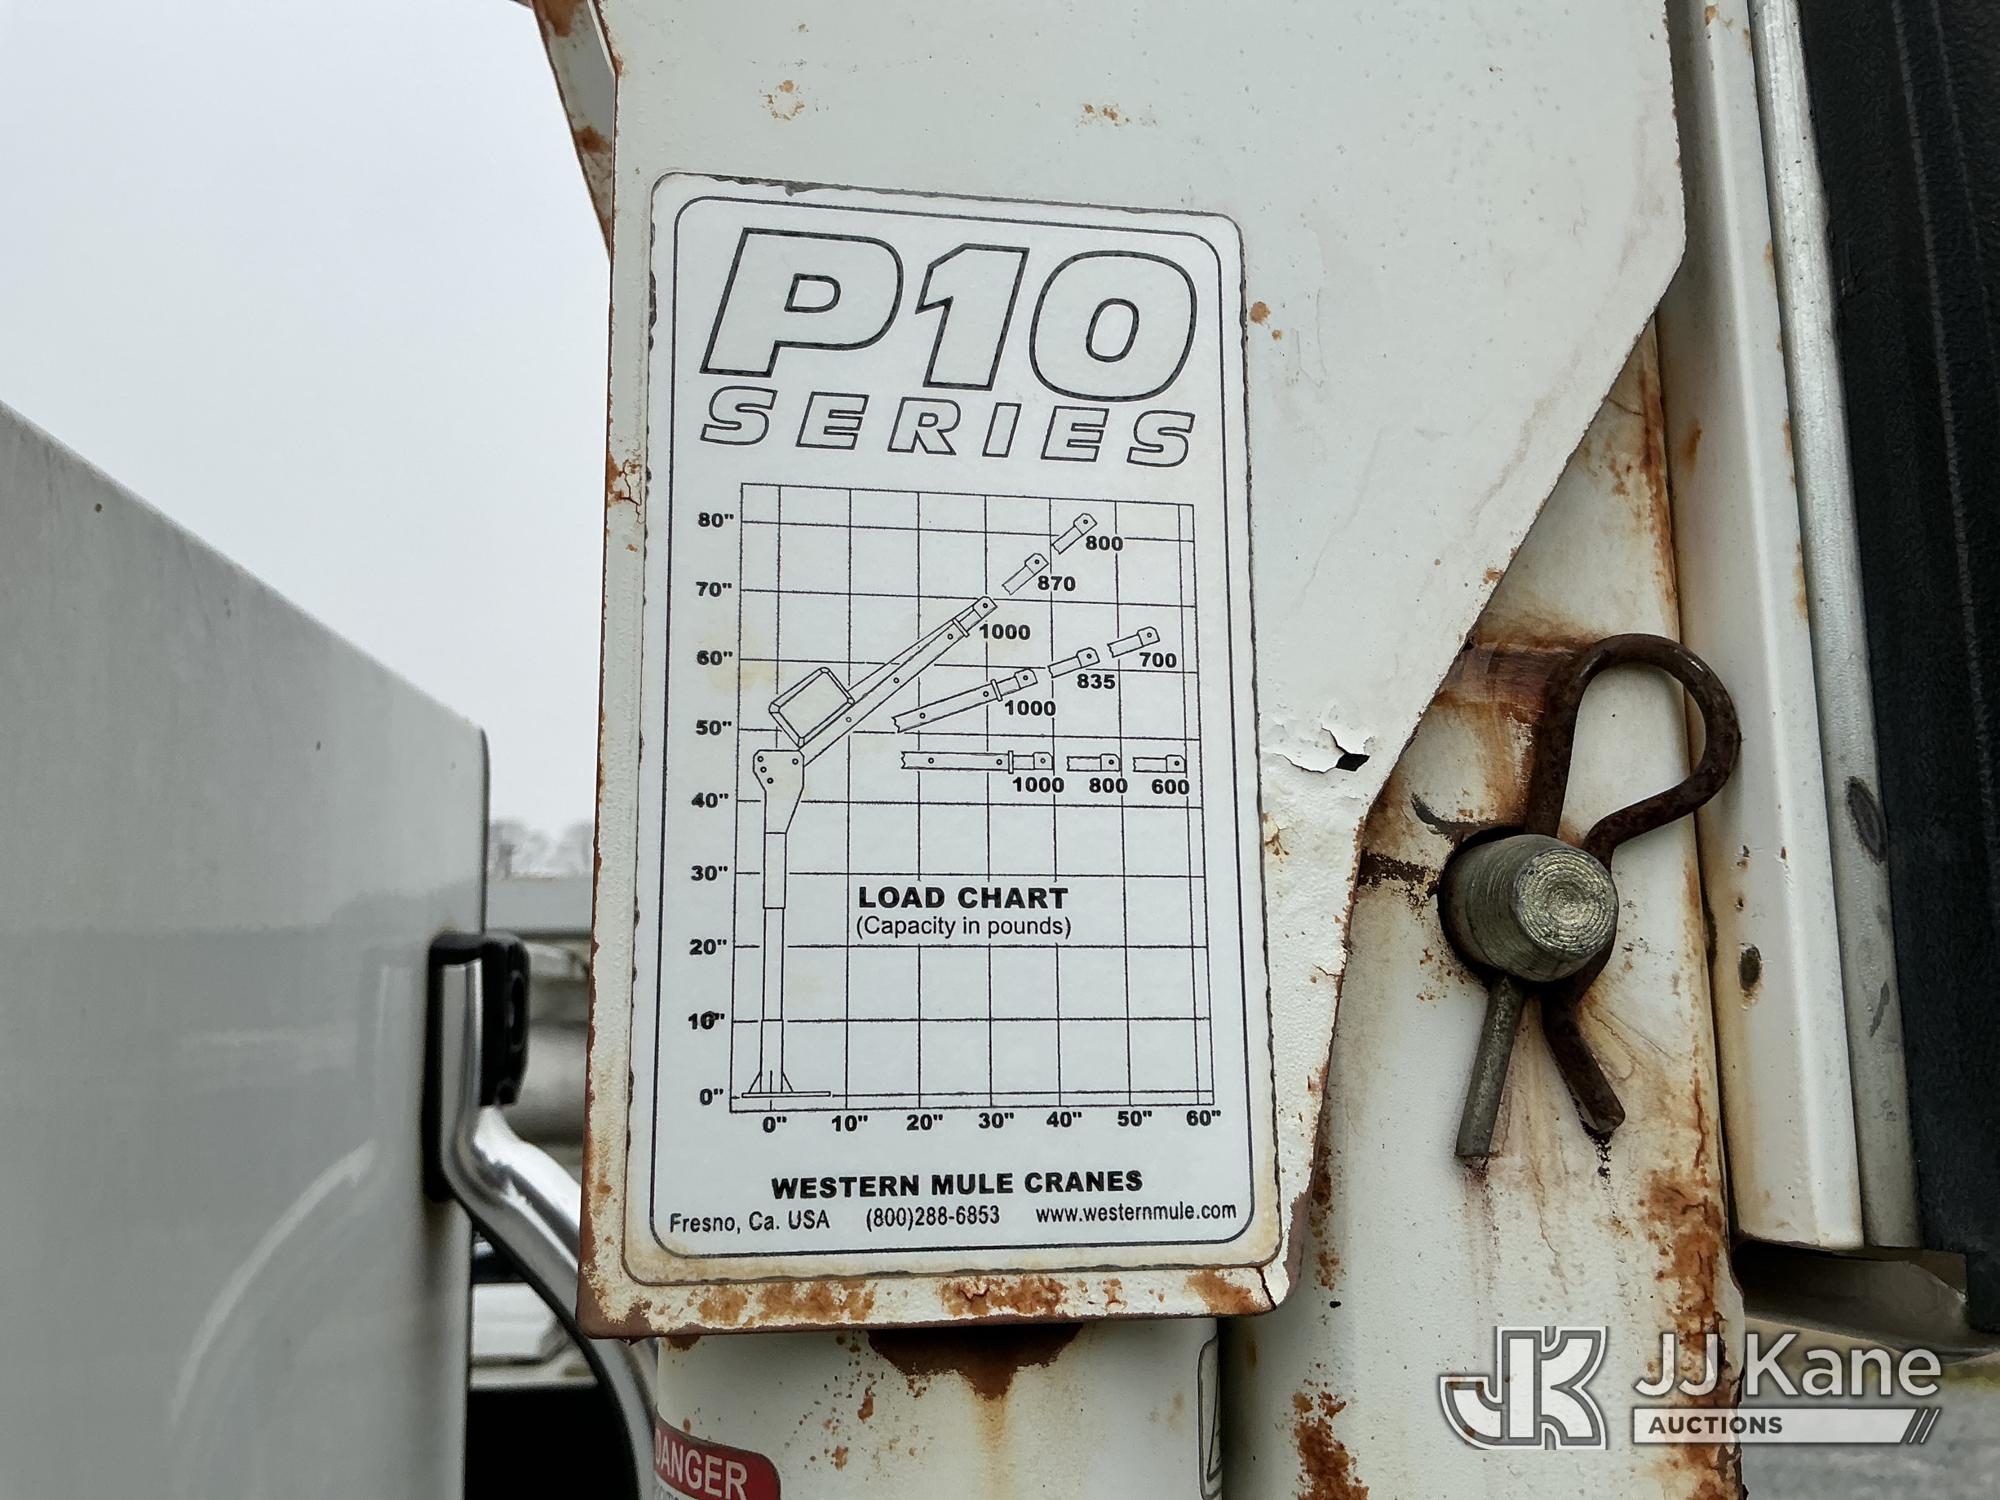 P10
SERIES
80"
70"
60"
50"
40"
30"
20"
10"
0"
800
870
1000
700
835
1000
1000 800 600
LOAD CHART
(Capacity in pounds)
0" 10" 20" 30" 40" 50" 60"
WESTERN MULE CRANES
Fresno, Ca. USA (800)288-6853 www.westernmule.com
DANGER
JK JJ Kane
AUCTIONS